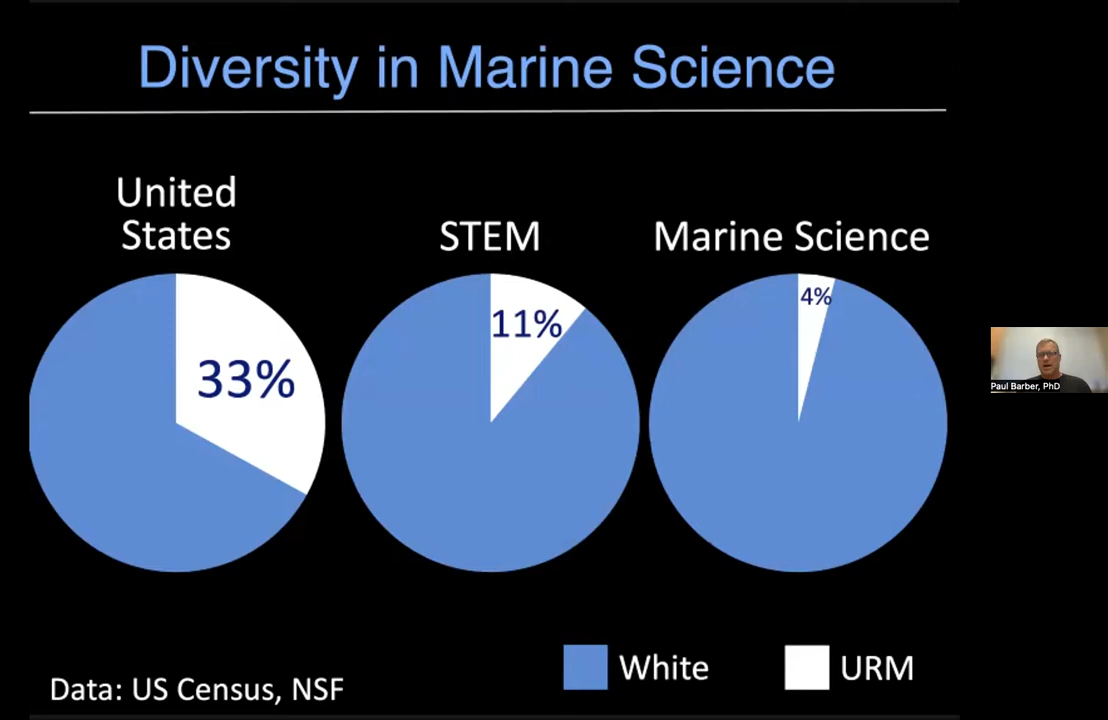 Diversity in Marine Science
United
States
STEM
Marine Science
33%
11%
4%
Paul Barber, PhD
White
URM
Data: US Census, NSF